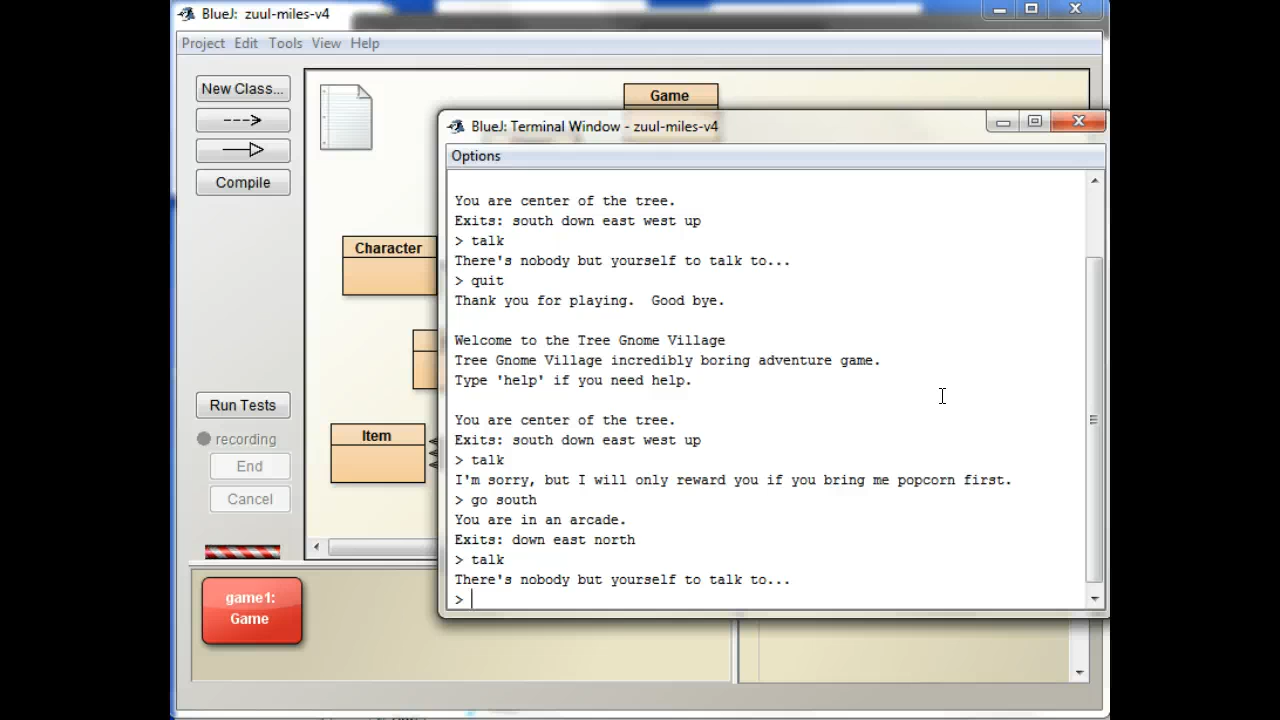 BlueJ: zuul-miles-v4
Project Edit Tools View Help
New Class...
Compile
Run Tests
recording
End
Cancel
Game
Character
Item
BlueJ: Terminal Window - zuul-miles-v4
Options
You are center of the tree.
Exits: south down east west up
> talk
There's nobody but yourself to talk to...
> quit
Thank you for playing.  Good bye.
Welcome to the Tree Gnome Village
Tree Gnome Village incredibly boring adventure game.
Type 'help' if you need help.
You are center of the tree.
Exits: south down east west up
> talk
I'm sorry, but I will only reward you if you bring me popcorn first.
> go south
You are in an arcade.
Exits: down east north
> talk
There's nobody but yourself to talk to...
>
game1:
Game